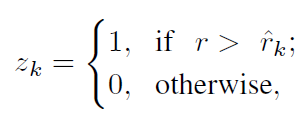 z_k = { 1, if r > r̂_k;
0, otherwise,